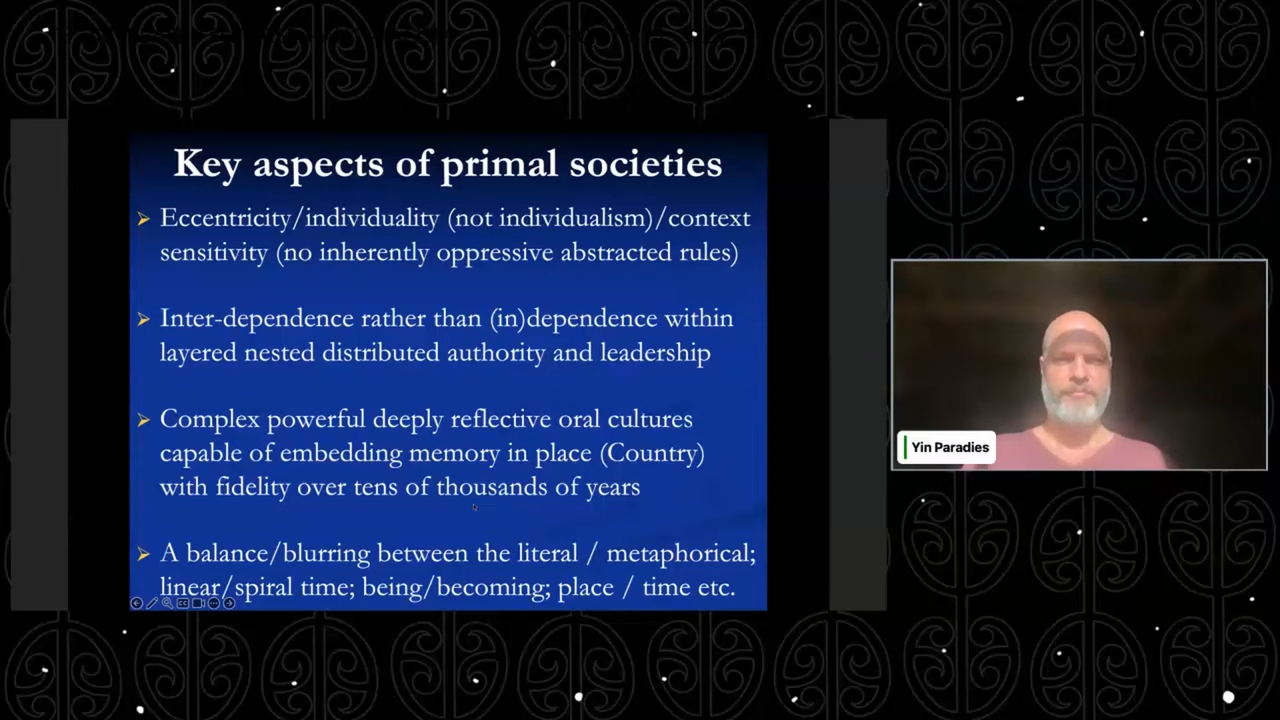 Key aspects of primal societies
Eccentricity/individuality (not individualism)/context
sensitivity (no inherently oppressive abstracted rules)
Inter-dependence rather than (in)dependence within
layered nested distributed authority and leadership
Complex powerful deeply reflective oral cultures
capable of embedding memory in place (Country)
with fidelity over tens of thousands of years
A balance/blurring between the literal / metaphorical;
linear/spiral time; being/becoming; place / time etc.
Yin Paradies